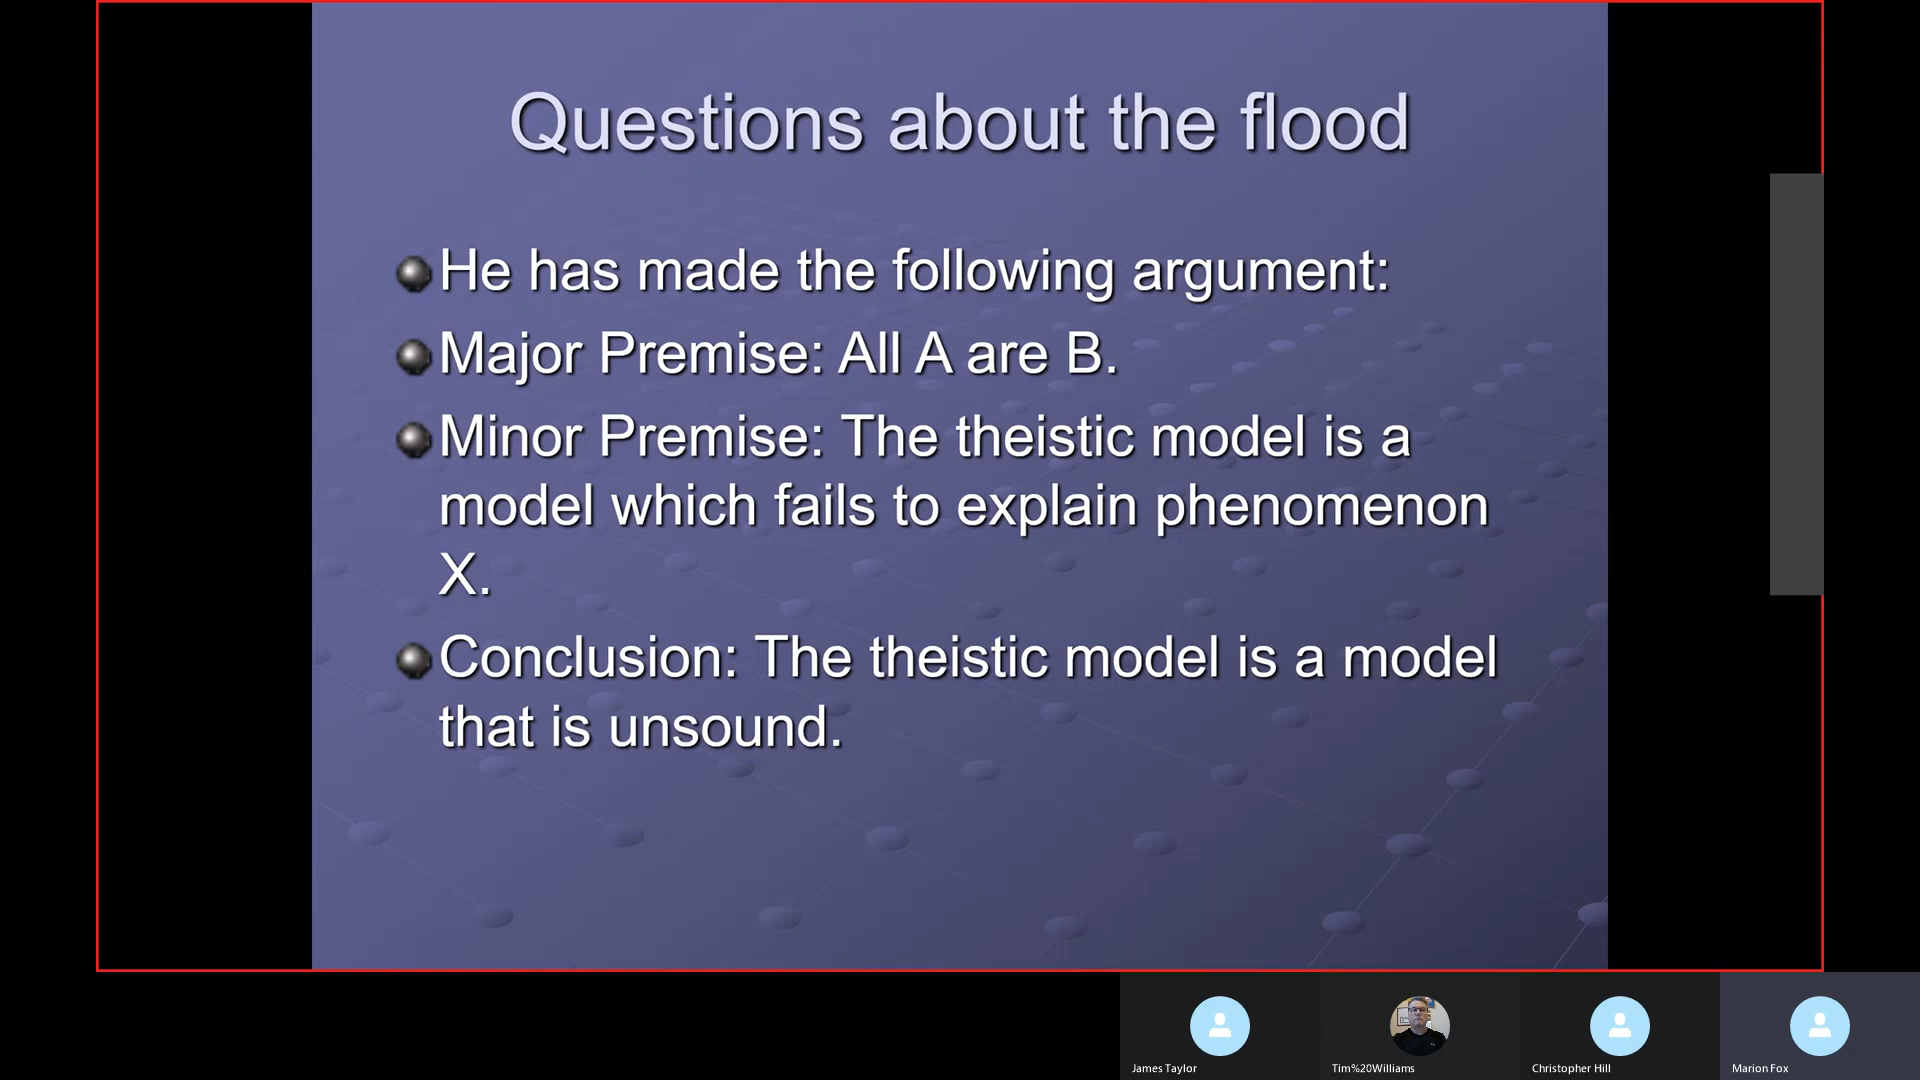 Questions about the flood
He has made the following argument:
Major Premise: All A are B.
Minor Premise: The theistic model is a
model which fails to explain phenomenon
X.
Conclusion: The theistic model is a model
that is unsound.
James Taylor
Tim%20Williams
Christopher Hill
Marion Fox